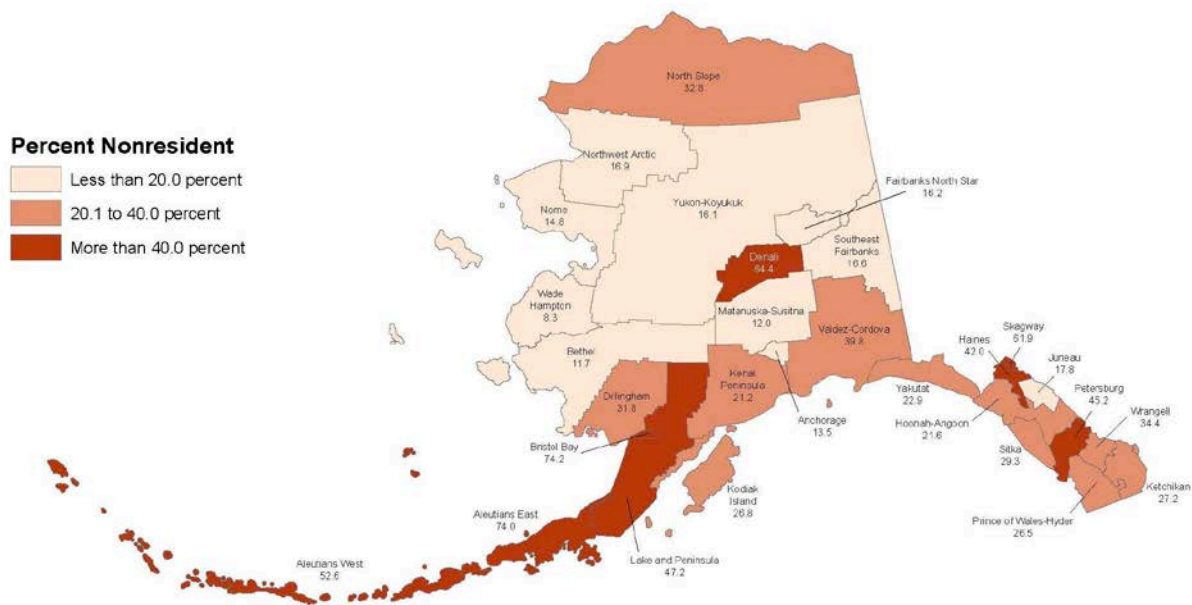 North Slope
32.8
Percent Nonresident
Less than 20.0 percent
20.1 to 40.0 percent
More than 40.0 percent
Northwest Arctic
16.9
Fairbanks North Star
16.2
Nome
14.8
Yukon-Koyukuk
16.1
Southeast
Fairbanks
16.6
Denali
64.4
Wade
Hampton
8.3
Matanuska-Susitna
12.0
Valdez-Cordova
39.8
Bethel
11.7
Dillingham
31.8
Kenai
Peninsula
21.2
Anchorage
13.5
Bristol Bay
74.2
Kodiak
Island
26.8
Skagway
61.9
Haines
42.0
Juneau
17.8
Petersburg
45.2
Yakutat
22.9
Hoonah-Angoon
21.6
Wrangell
34.4
Sitka
29.3
Ketchikan
27.2
Prince of Wales-Hyder
26.5
Aleutians East
74.0
Lake and Peninsula
47.2
Aleutians West
52.6